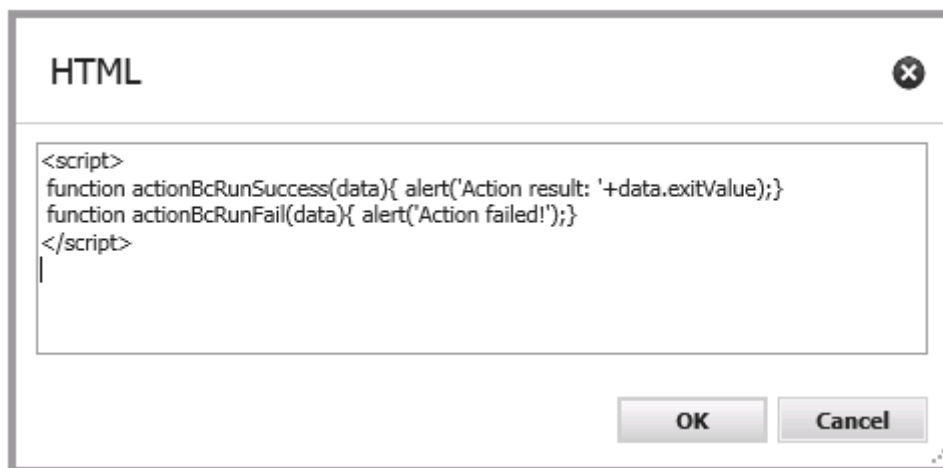 HTML
<script>
function actionBcRunSuccess(data){ alert('Action result: '+data.exitValue);}
function actionBcRunFail(data){ alert('Action failed!');}
</script>
OK
Cancel